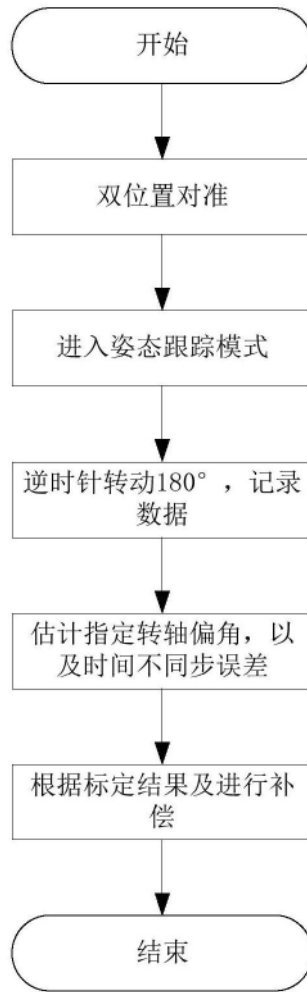 开始
双位置对准
进入姿态跟踪模式
逆时针转动180°，记录
数据
估计指定转轴偏角，以
及时间不同步误差
根据标定结果及进行补
偿
结束